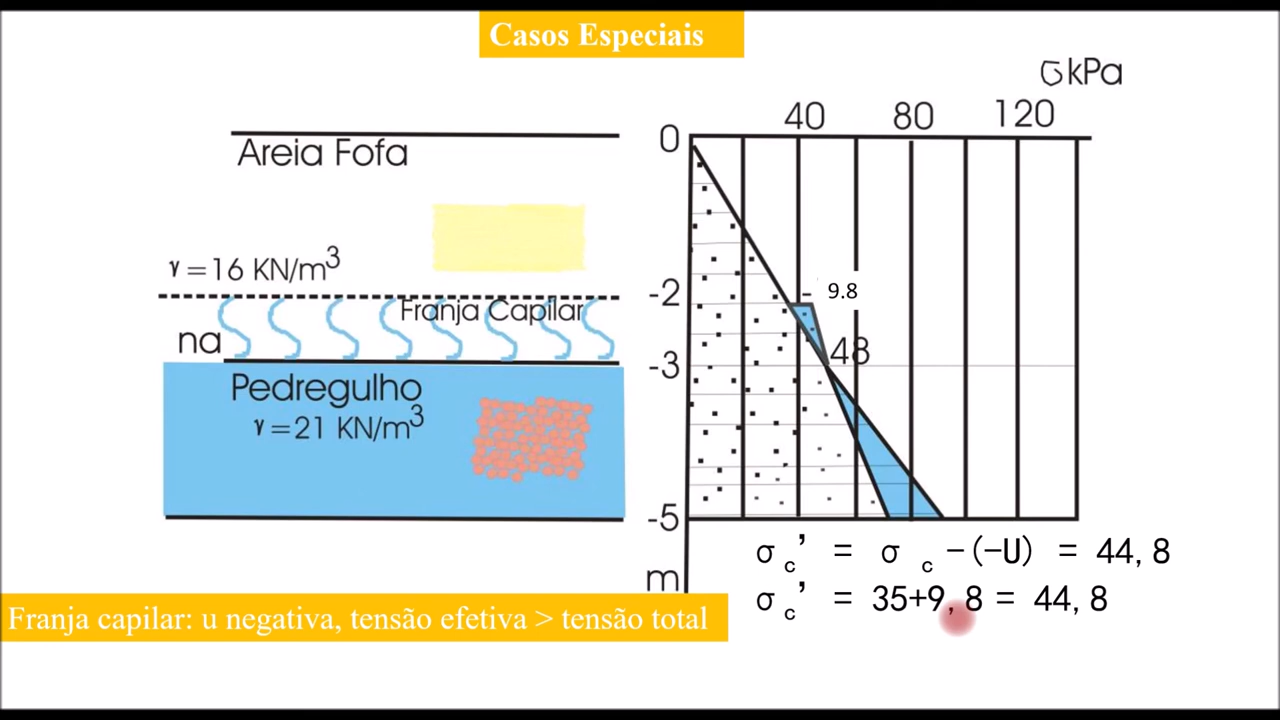 Casos Especiais
σ kPa
40 80 120
0
Areia Fofa
γ = 16 KN/m³
-2
- 9.8
Franja Capilar
na
48
-3
Pedregulho
γ = 21 KN/m³
-5
m
σc’ = σ c -(-U) = 44,8
σc’ = 35+9,8 = 44,8
Franja capilar: u negativa, tensão efetiva > tensão total